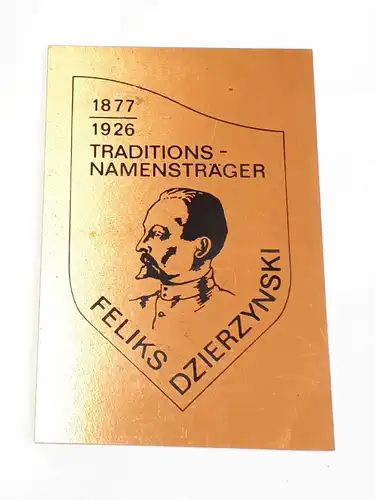 1877
1926
TRADITIONS-
NAMENSTRÄGER
FELIKS DZIERZYNSKI